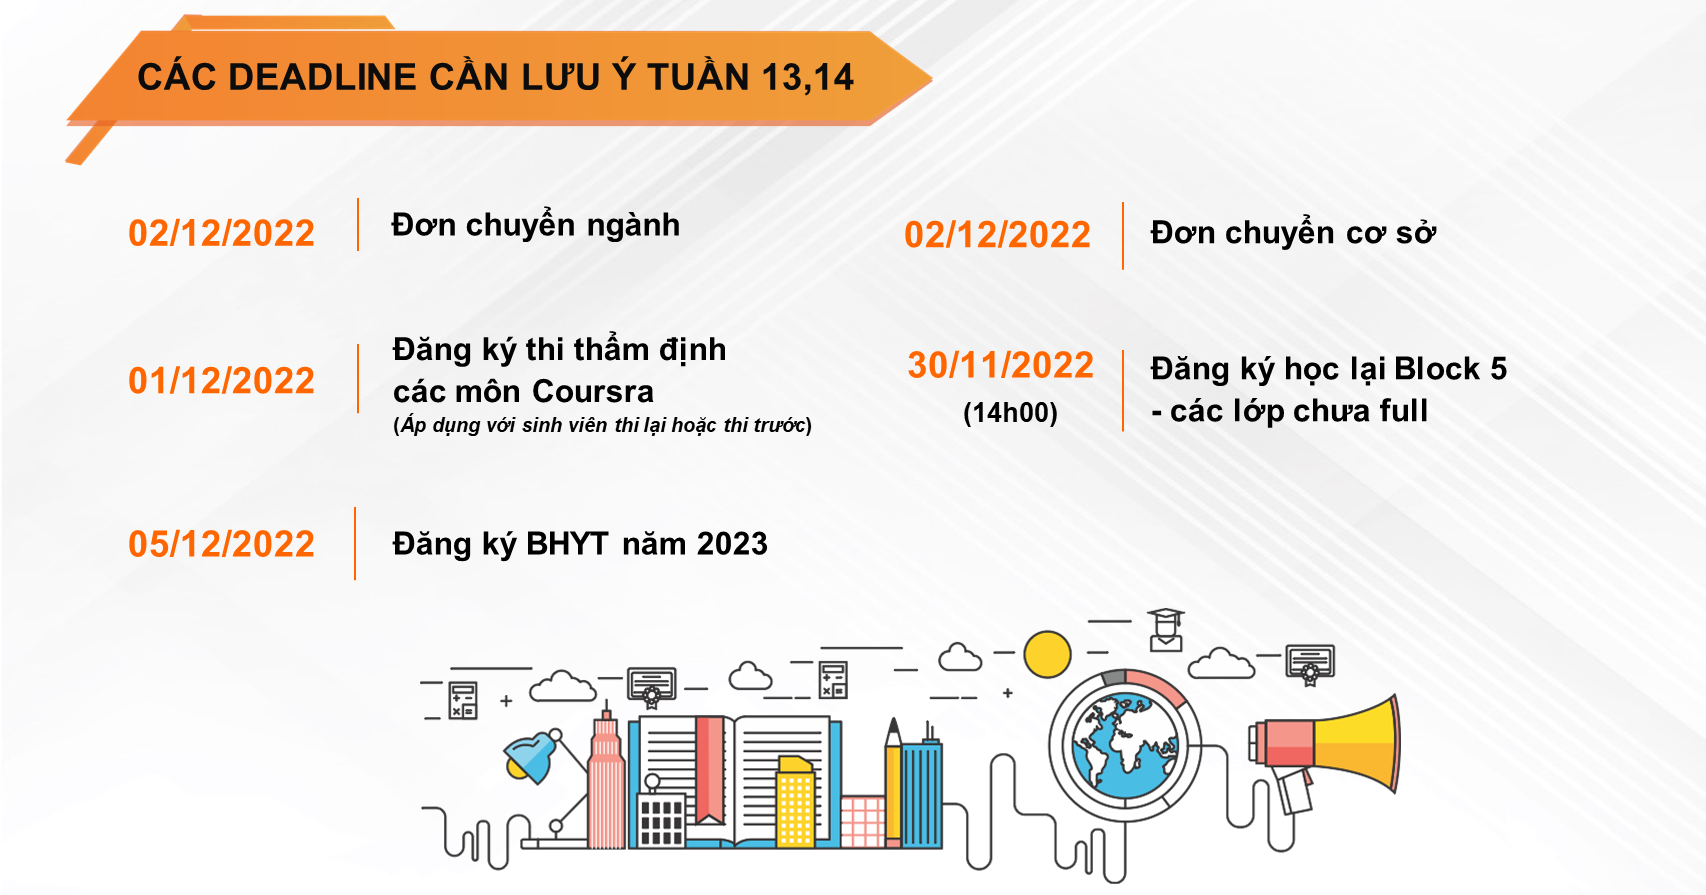 CÁC DEADLINE CẦN LƯU Ý TUẦN 13,14
02/12/2022
Đơn chuyển ngành
02/12/2022
Đơn chuyển cơ sở
01/12/2022
Đăng ký thi thẩm định
các môn Coursra
(Áp dụng với sinh viên thi lại hoặc thi trước)
30/11/2022
(14h00)
Đăng ký học lại Block 5
- các lớp chưa full
05/12/2022
Đăng ký BHYT năm 2023